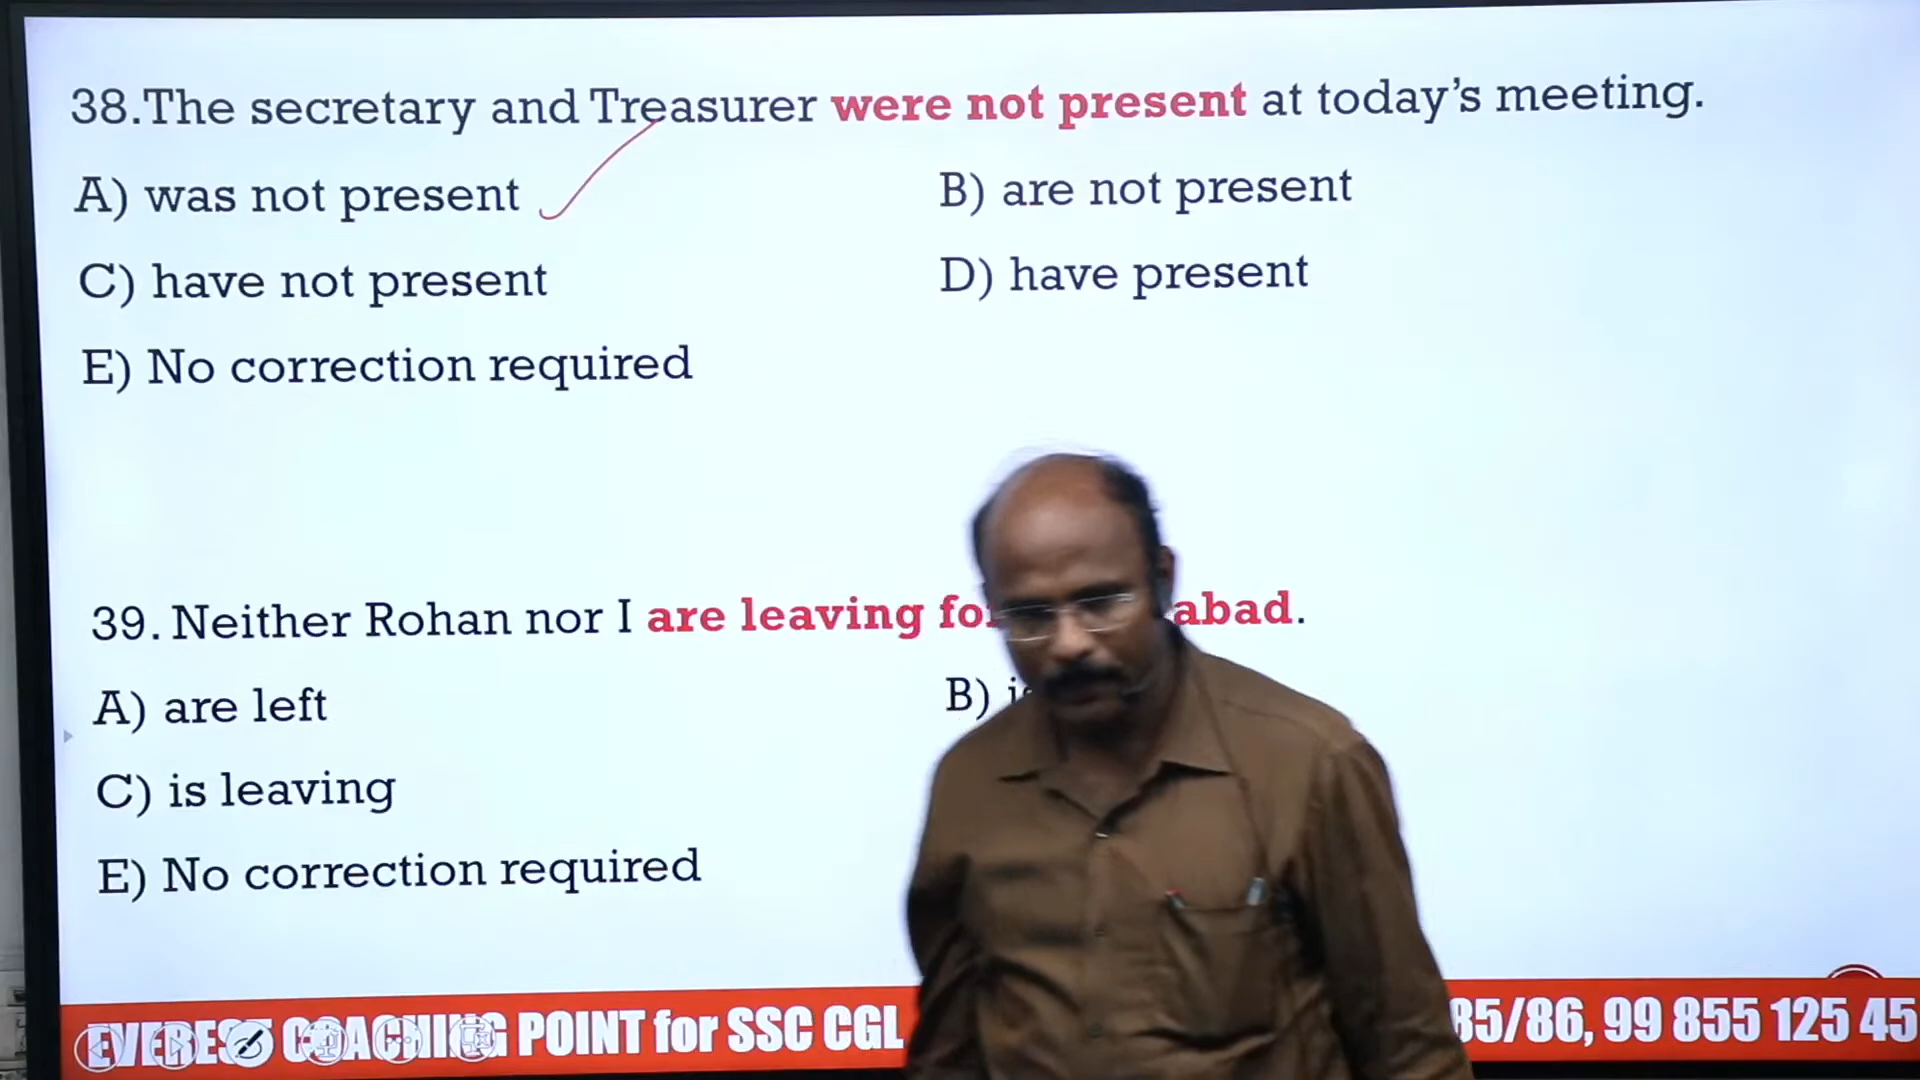 38.The secretary and Treasurer were not present at today's meeting.
A) was not present
B) are not present
C) have not present
D) have present
E) No correction required
39. Neither Rohan nor I are leaving abad.
A) are left
B)
C) is leaving
E) No correction required
EVEREST COACHING POINT for SSC CGL 85/86, 99 855 125 45